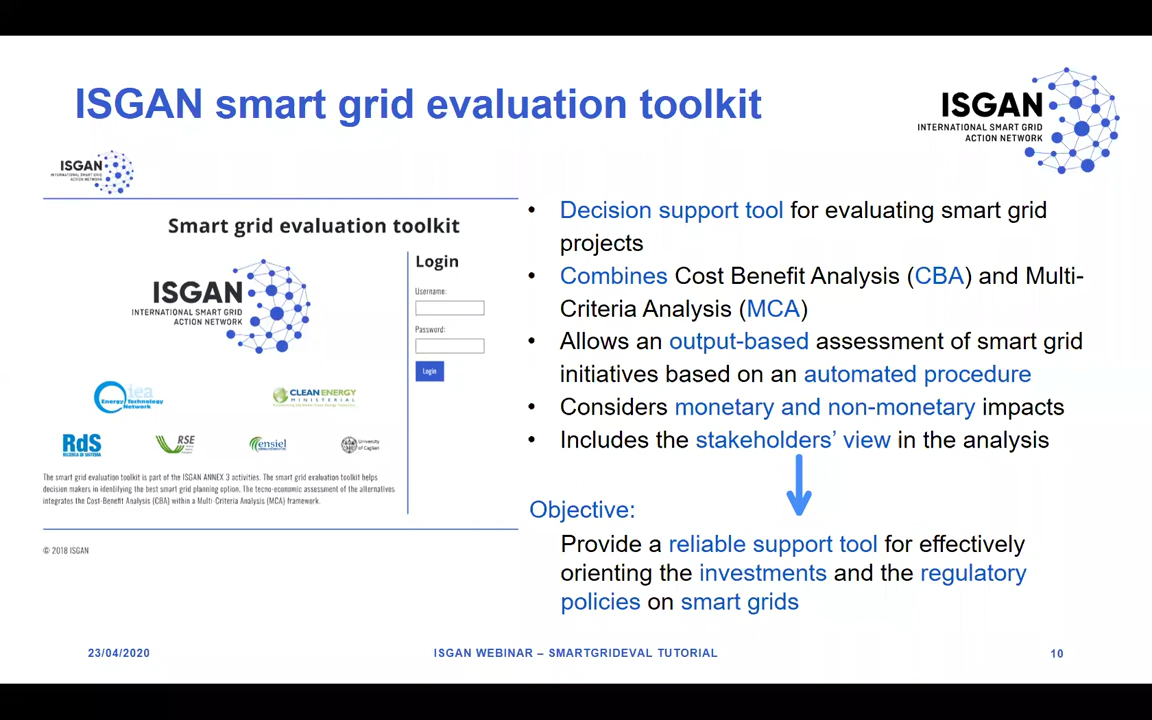 ISGAN smart grid evaluation toolkit
ISGAN
INTERNATIONAL SMART GRID
ACTION NETWORK
ISGAN
INTERNATIONAL SMART GRID
ACTION NETWORK
Smart grid evaluation toolkit
ISGAN
INTERNATIONAL SMART GRID
ACTION NETWORK
Login
Username:
Password:
Login
iea
Energy Technology
Network
CLEAN ENERGY
MINISTERIAL
RdS
RICERCA DI SISTEMA
RSE
ensiel
University
of Cagliari
The smart grid evaluation toolkit is part of the ISGAN ANNEX 3 activities. The smart grid evaluation toolkit helps
decision makers in identifying the best smart grid planning option. The tecno-economic assessment of the alternatives
integrates the Cost-Benefit Analysis (CBA) within a Multi-Criteria Analysis (MCA) framework.
© 2018 ISGAN
• Decision support tool for evaluating smart grid
projects
• Combines Cost Benefit Analysis (CBA) and Multi-
Criteria Analysis (MCA)
• Allows an output-based assessment of smart grid
initiatives based on an automated procedure
• Considers monetary and non-monetary impacts
• Includes the stakeholders’ view in the analysis
Objective:
Provide a reliable support tool for effectively
orienting the investments and the regulatory
policies on smart grids
23/04/2020
ISGAN WEBINAR – SMARTGRIDEVAL TUTORIAL
10